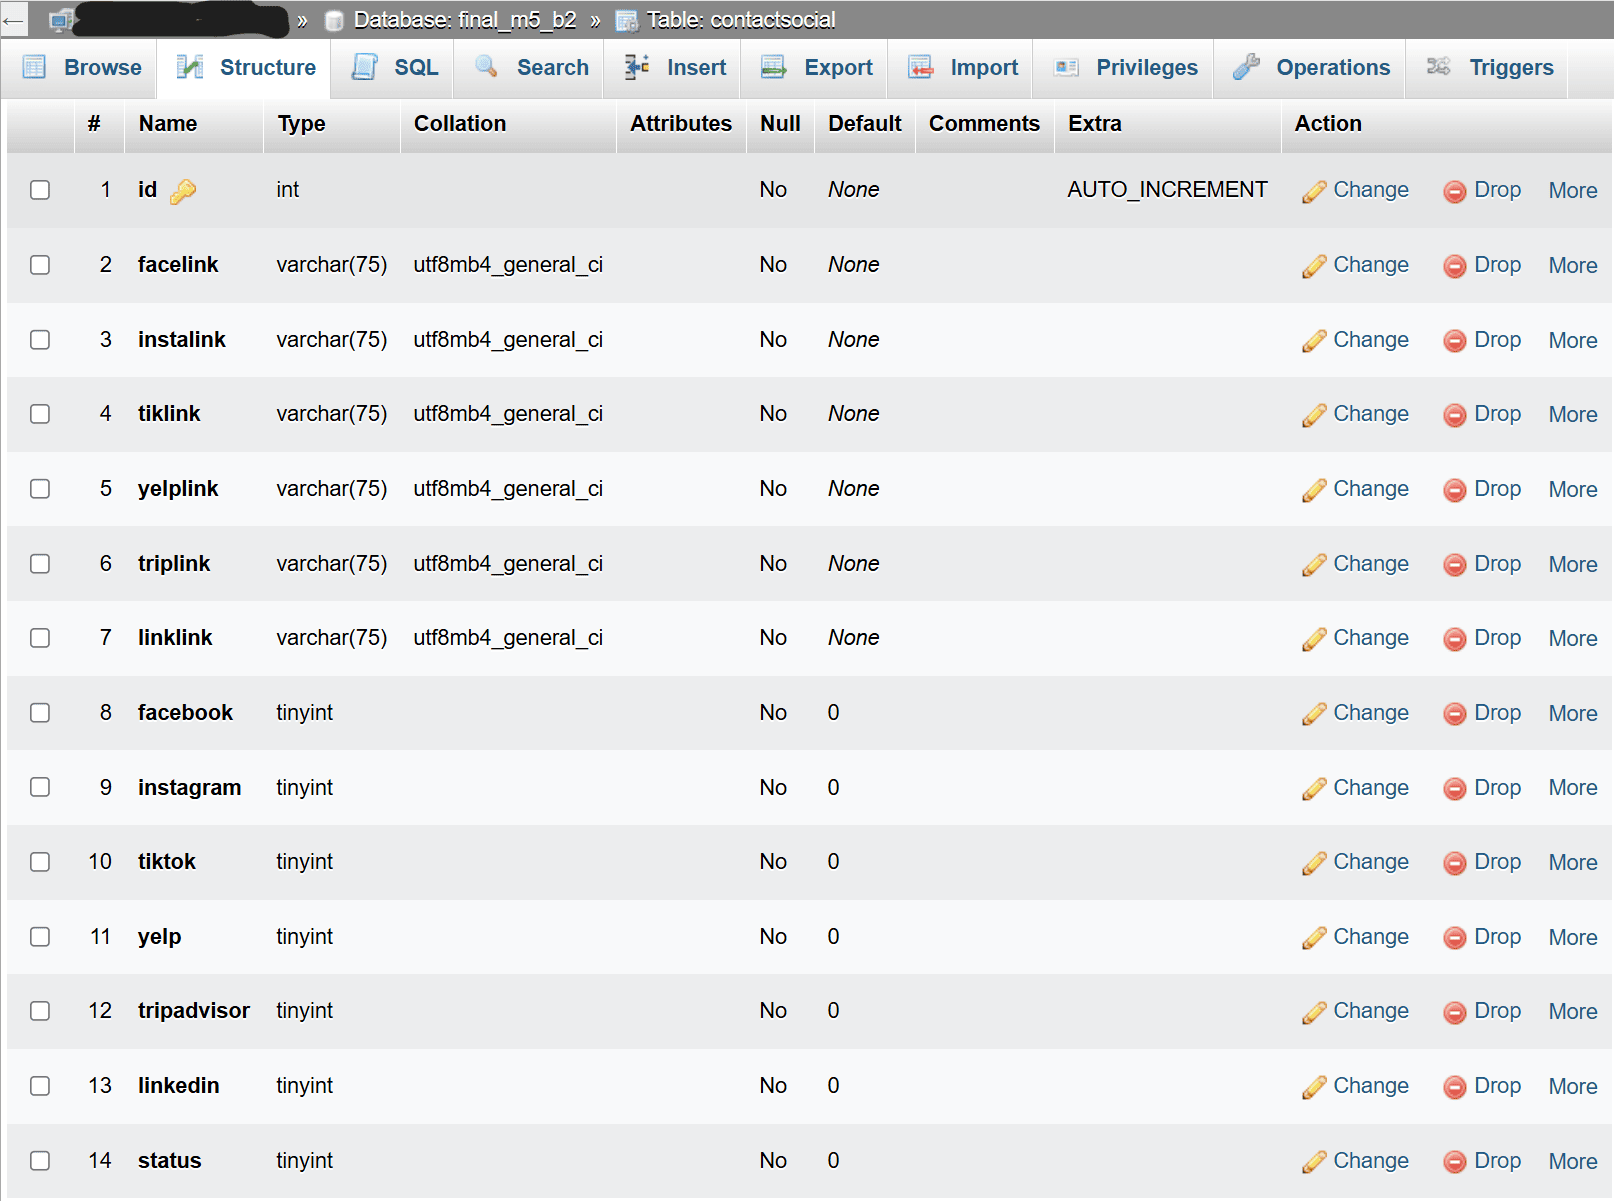 ← » Database: final_m5_b2 » Table: contactsocial
Browse Structure SQL Search Insert Export Import Privileges Operations Triggers
# Name Type Collation Attributes Null Default Comments Extra Action
1 id int No None AUTO_INCREMENT Change Drop More
2 facelink varchar(75) utf8mb4_general_ci No None Change Drop More
3 instalink varchar(75) utf8mb4_general_ci No None Change Drop More
4 tiklink varchar(75) utf8mb4_general_ci No None Change Drop More
5 yelplink varchar(75) utf8mb4_general_ci No None Change Drop More
6 triplink varchar(75) utf8mb4_general_ci No None Change Drop More
7 linklink varchar(75) utf8mb4_general_ci No None Change Drop More
8 facebook tinyint No 0 Change Drop More
9 instagram tinyint No 0 Change Drop More
10 tiktok tinyint No 0 Change Drop More
11 yelp tinyint No 0 Change Drop More
12 tripadvisor tinyint No 0 Change Drop More
13 linkedin tinyint No 0 Change Drop More
14 status tinyint No 0 Change Drop More